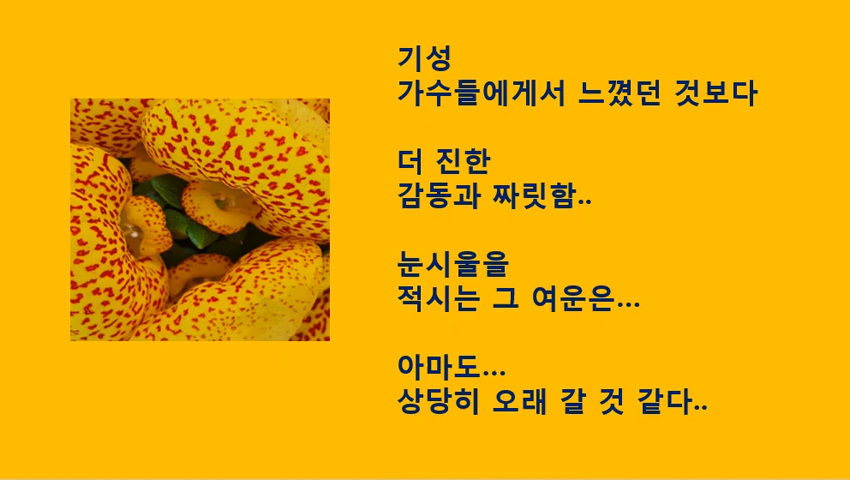 기성
가수들에게서 느꼈던 것보다
더 진한
감동과 짜릿함..
눈시울을
적시는 그 여운은...
아마도...
상당히 오래 갈 것 같다..